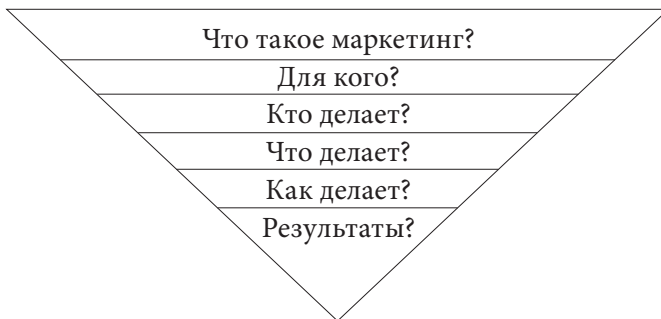 Что такое маркетинг?
Для кого?
Кто делает?
Что делает?
Как делает?
Результаты?